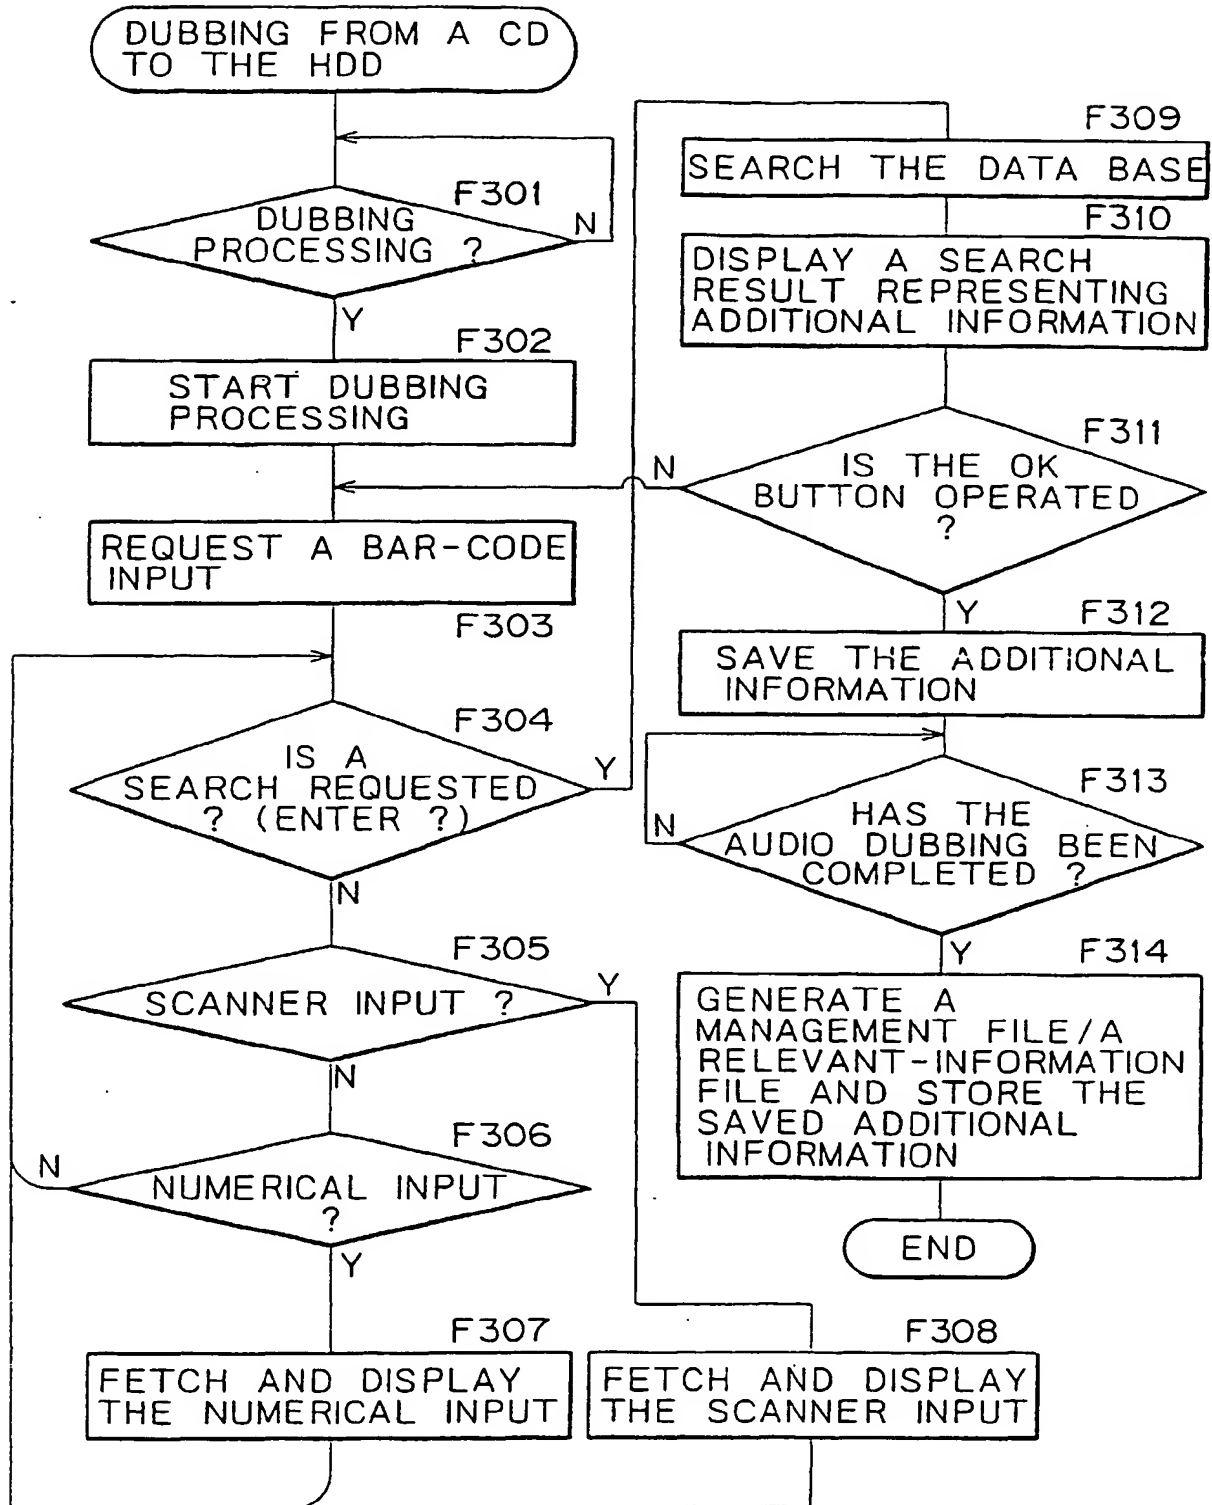 DUBBING FROM A CD
TO THE HDD
F301
DUBBING
PROCESSING ?
N
Y
F302
START DUBBING
PROCESSING
REQUEST A BAR-CODE
INPUT
F303
F304
IS A
SEARCH REQUESTED
? (ENTER ?)
Y
N
F305
SCANNER INPUT ?
Y
N
F306
NUMERICAL INPUT
?
N
Y
F307
FETCH AND DISPLAY
THE NUMERICAL INPUT
F308
FETCH AND DISPLAY
THE SCANNER INPUT
F309
SEARCH THE DATA BASE
F310
DISPLAY A SEARCH
RESULT REPRESENTING
ADDITIONAL INFORMATION
F311
IS THE OK
BUTTON OPERATED
?
N
Y
F312
SAVE THE ADDITIONAL
INFORMATION
F313
HAS THE
AUDIO DUBBING BEEN
COMPLETED ?
N
Y
F314
GENERATE A
MANAGEMENT FILE/A
RELEVANT-INFORMATION
FILE AND STORE THE
SAVED ADDITIONAL
INFORMATION
END